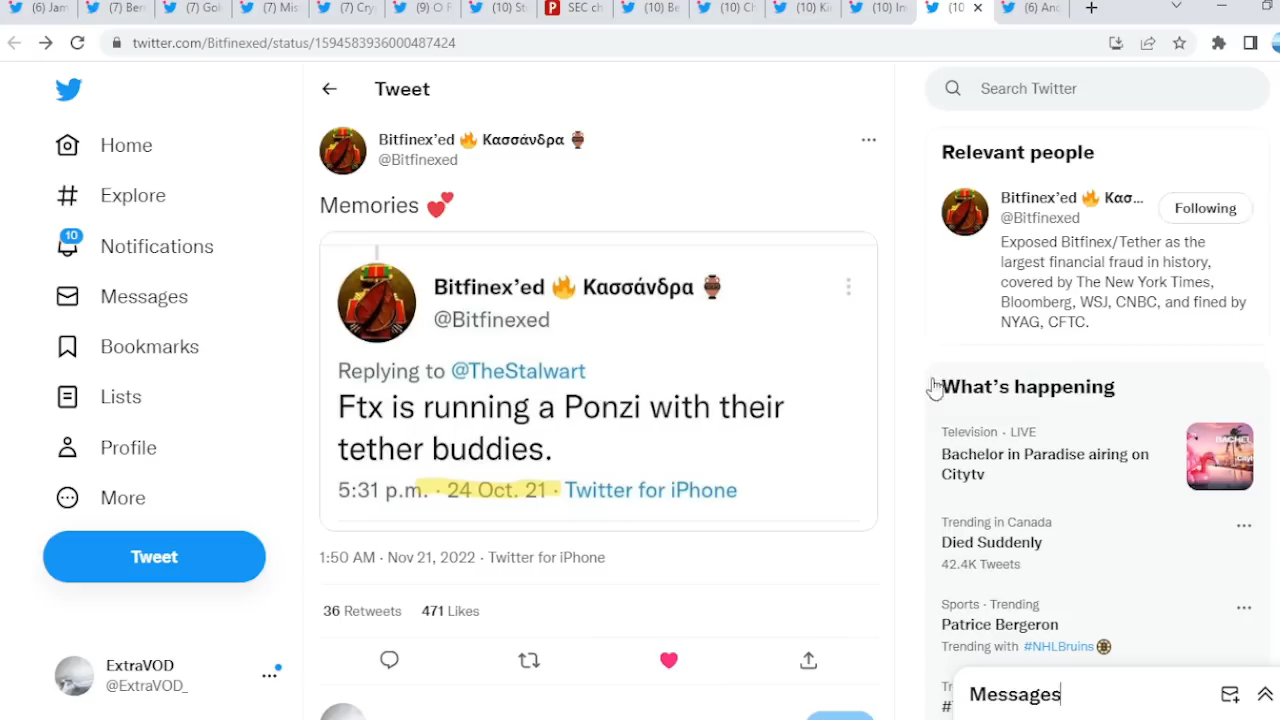 (6) Jam
(7) Ber
(7) Gol
(7) Mis
(7) Cry
(9) O F
(10) St
SEC ch
(10) Be
(10) Ch
(10) Ki
(10) In
(10
(6) And
twitter.com/Bitfinexed/status/1594583936000487424
Home
Explore
10
Notifications
Messages
Bookmarks
Lists
Profile
More
Tweet
ExtraVOD
@ExtraVOD_
Tweet
Bitfinex’ed 🔥 Κασσάνδρα 🏺
@Bitfinexed
Memories 💕
Bitfinex’ed 🔥 Κασσάνδρα 🏺
@Bitfinexed
Replying to @TheStalwart
Ftx is running a Ponzi with their
tether buddies.
5:31 p.m. · 24 Oct. 21 · Twitter for iPhone
1:50 AM · Nov 21, 2022 · Twitter for iPhone
36 Retweets 471 Likes
Search Twitter
Relevant people
Bitfinex’ed 🔥 Κασ...
@Bitfinexed
Following
Exposed Bitfinex/Tether as the
largest financial fraud in history,
covered by The New York Times,
Bloomberg, WSJ, CNBC, and fined by
NYAG, CFTC.
What’s happening
Television · LIVE
Bachelor in Paradise airing on
Citytv
Trending in Canada
Died Suddenly
42.4K Tweets
Sports · Trending
Patrice Bergeron
Trending with #NHLBruins
Messages